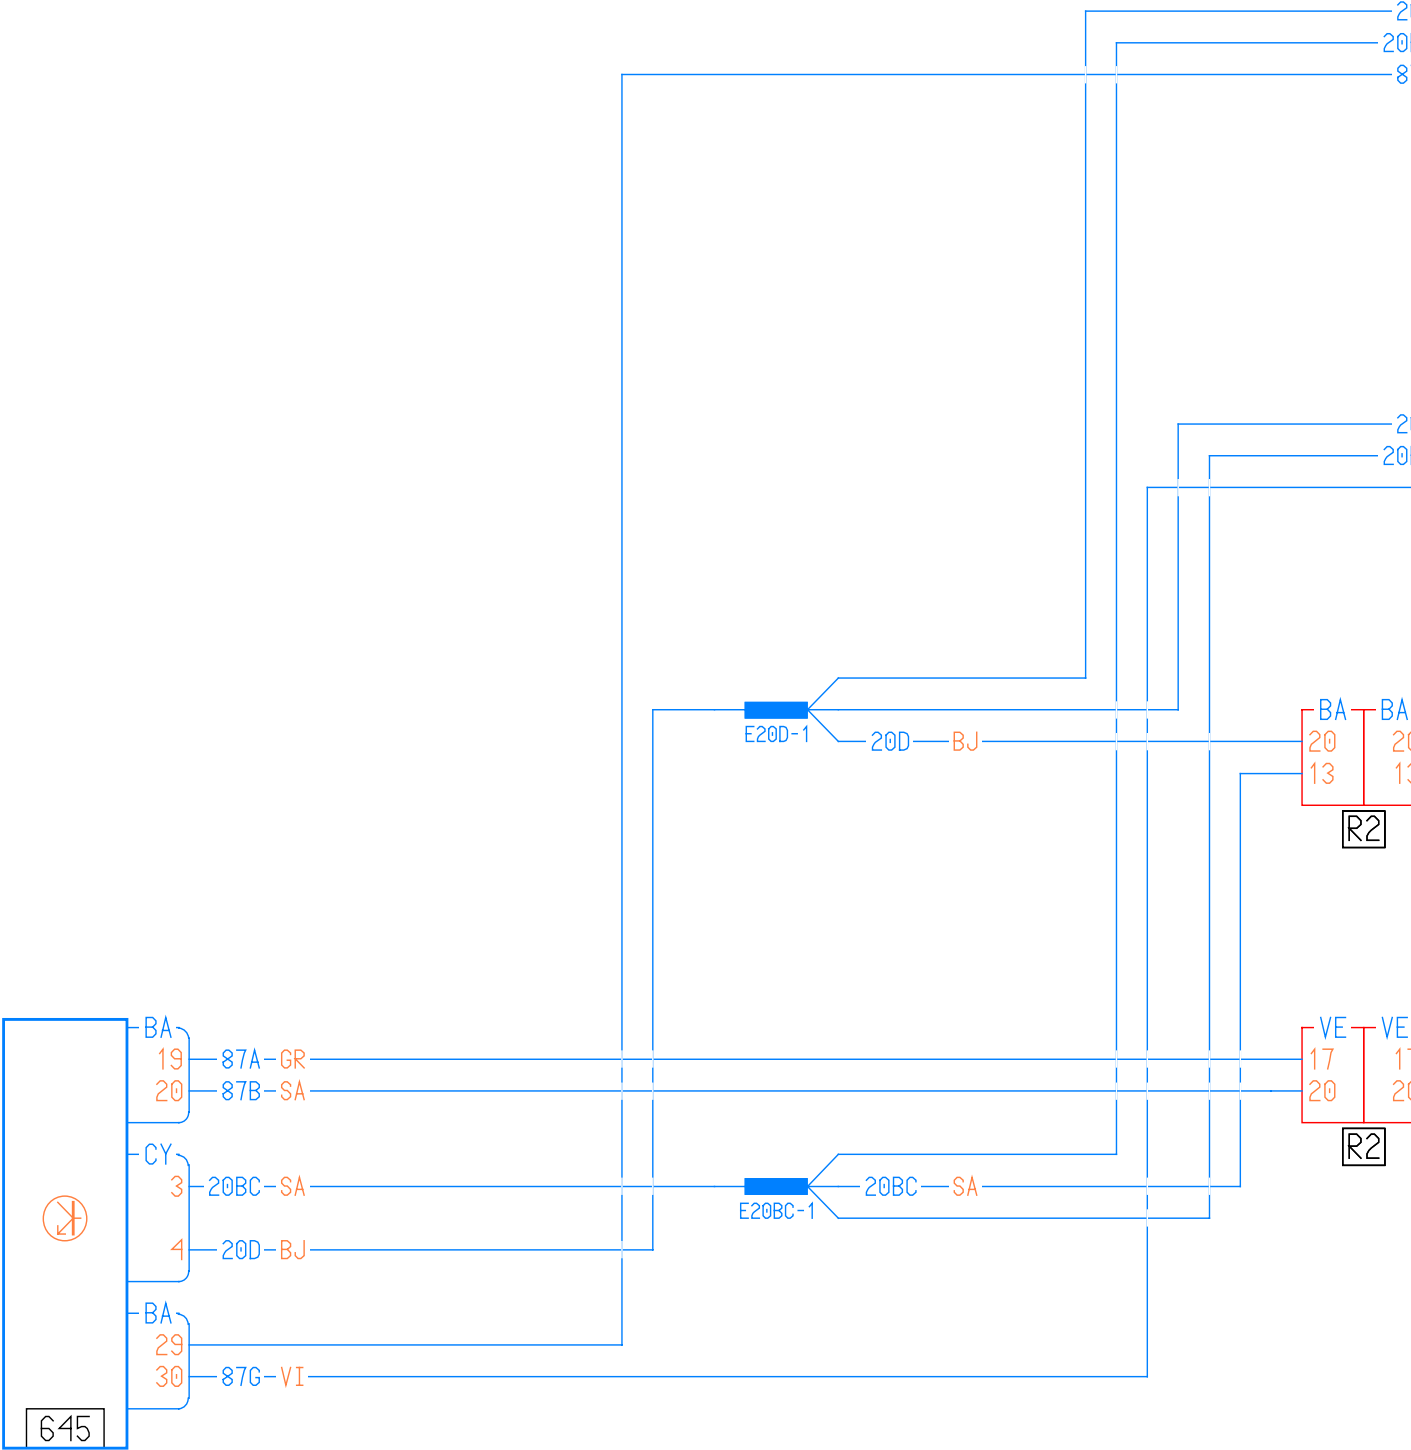 20
8
20
BA BA
E20D-1 20D BJ 20
13
R2
BA VE VE
19 87A GR 17
20 87B SA 20
CY
3 20BC SA 20BC SA R2
E20BC-1
4 20D BJ
BA
29
30 87G VI
645